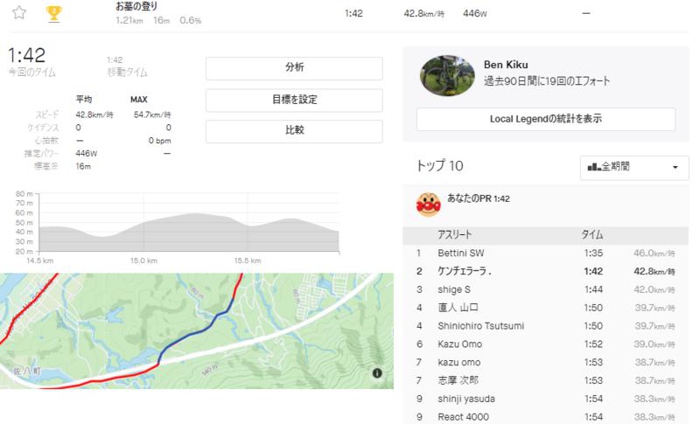 お墓の登り
1.21km 16m 0.6%
1:42
42.8km/時
446W
—
2
1:42
今回のタイム
1:42
移動タイム
平均 MAX
スピード 42.8km/時 54.7km/時
ケイデンス 0 0
心拍数 — 0 bpm
推定パワー 446W —
標高差 16m
分析
目標を設定
比較
80 m
70 m
60 m
50 m
40 m
30 m
20 m
14.5 km 15.0 km 15.5 km
佐八町
Ben Kiku
過去90日間に19回のエフォート
Local Legendの統計を表示
トップ 10
全期間
あなたのPR 1:42
アスリート タイム
1 Bettini SW 1:35 46.0km/時
2 ケンチェラーラ . 1:42 42.8km/時
3 shige S 1:44 42.0km/時
4 直人 山口 1:50 39.7km/時
4 Shinichiro Tsutsumi 1:50 39.7km/時
6 Kazu Omo 1:52 39.0km/時
7 kazu omo 1:53 38.7km/時
7 志摩 次郎 1:53 38.7km/時
9 shinji yasuda 1:54 38.3km/時
9 React 4000 1:54 38.3km/時